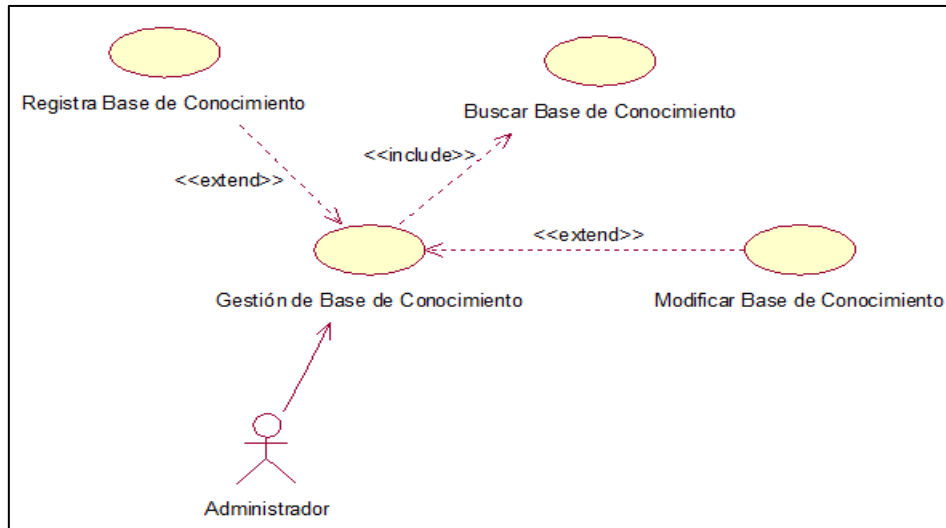 Registra Base de Conocimiento
Buscar Base de Conocimiento
<<include>>
<<extend>>
<<extend>>
Gestión de Base de Conocimiento
Modificar Base de Conocimiento
Administrador